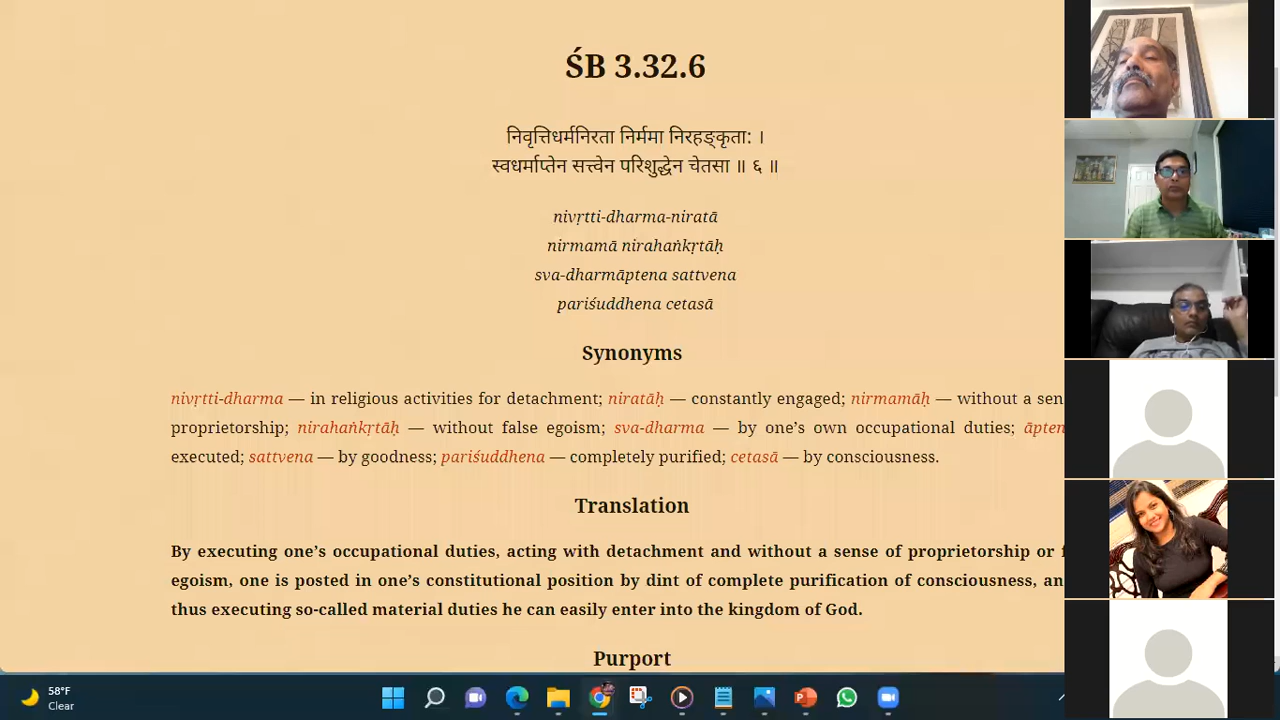 ŚB 3.32.6
निवृत्तिधर्मनिरता निर्ममा निरहङ्कृता: ।
स्वधर्माप्तेन सत्त्वेन परिशुद्धेन चेतसा ॥ ६ ॥
nivṛtti-dharma-niratā
nirmamā nirahaṅkṛtāḥ
sva-dharmāptena sattvena
pariśuddhena cetasā
Synonyms
nivṛtti-dharma — in religious activities for detachment; niratāḥ — constantly engaged; nirmamāḥ — without a
proprietorship; nirahaṅkṛtāḥ — without false egoism; sva-dharma — by one’s own occupational duties;
executed; sattvena — by goodness; pariśuddhena — completely purified; cetasā — by consciousness.
Translation
By executing one’s occupational duties, acting with detachment and without a sense of proprietorship or
egoism, one is posted in one’s constitutional position by dint of complete purification of consciousness,
thus executing so-called material duties he can easily enter into the kingdom of God.
Purport
58°F
Clear